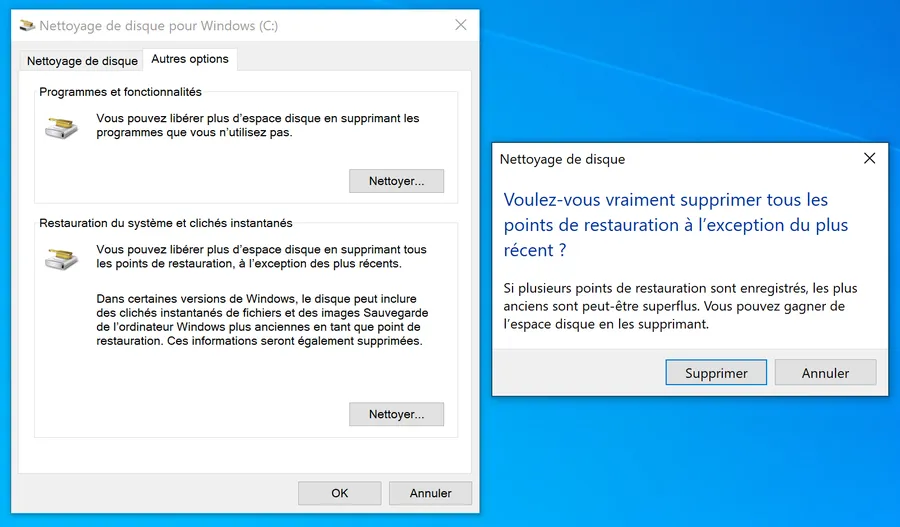 Nettoyage de disque pour Windows (C:)
Nettoyage de disque
Autres options
Programmes et fonctionnalités
Vous pouvez libérer plus d’espace disque en supprimant les
programmes que vous n’utilisez pas.
Nettoyer...
Restauration du système et clichés instantanés
Vous pouvez libérer plus d’espace disque en supprimant tous
les points de restauration, à l’exception des plus récents.
Dans certaines versions de Windows, le disque peut inclure
des clichés instantanés de fichiers et des images Sauvegarde
de l’ordinateur Windows plus anciennes en tant que point de
restauration. Ces informations seront également supprimées.
Nettoyer...
OK
Annuler
Nettoyage de disque
Voulez-vous vraiment supprimer tous les
points de restauration à l’exception du plus
récent ?
Si plusieurs points de restauration sont enregistrés, les plus
anciens sont peut-être superflus. Vous pouvez gagner de
l’espace disque en les supprimant.
Supprimer
Annuler